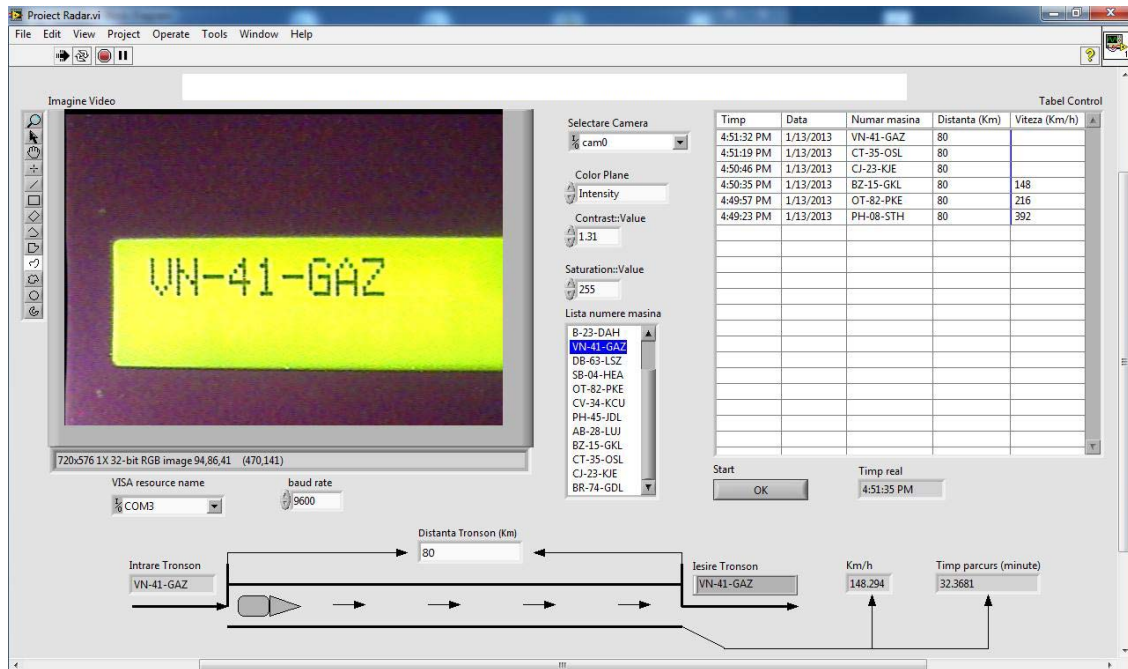 Proiect Radar.vi
File Edit View Project Operate Tools Window Help
Imagine Video
VN-41-GAZ
720x576 1X 32-bit RGB image 94,86,41 (470,141)
VISA resource name
COM3
baud rate
9600
Selectare Camera
cam0
Color Plane
Intensity
Contrast::Value
1.31
Saturation::Value
255
Lista numere masina
B-23-DAH
VN-41-GAZ
DB-63-LSZ
SB-04-HEA
OT-82-PKE
CV-34-KCU
PH-45-JDL
AB-28-LUJ
BZ-15-GKL
CT-35-OSL
CJ-23-KJE
BR-74-GDL
Tabel Control
Timp Data Numar masina Distanta (Km) Viteza (Km/h)
4:51:32 PM 1/13/2013 VN-41-GAZ 80
4:51:19 PM 1/13/2013 CT-35-OSL 80
4:50:46 PM 1/13/2013 CJ-23-KJE 80
4:50:35 PM 1/13/2013 BZ-15-GKL 80 148
4:49:57 PM 1/13/2013 OT-82-PKE 80 216
4:49:23 PM 1/13/2013 PH-08-STH 80 392
Start
OK
Timp real
4:51:35 PM
Distanta Tronson (Km)
80
Intrare Tronson
VN-41-GAZ
Iesire Tronson
VN-41-GAZ
Km/h
148.294
Timp parcurs (minute)
32.3681